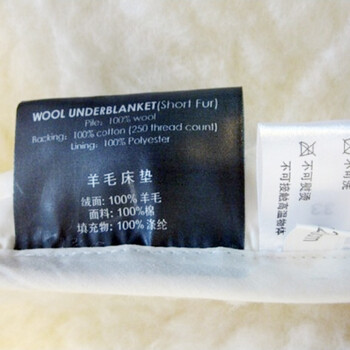 WOOL UNDERBLANKET(Short Fur)
Pile: 100% wool
Backing: 100% cotton (250 thread count)
Lining: 100% Polyester
羊毛床垫
绒面: 100% 羊毛
面料: 100%棉
填充物: 100% 涤纶
不可熨烫
不可接触高温物体